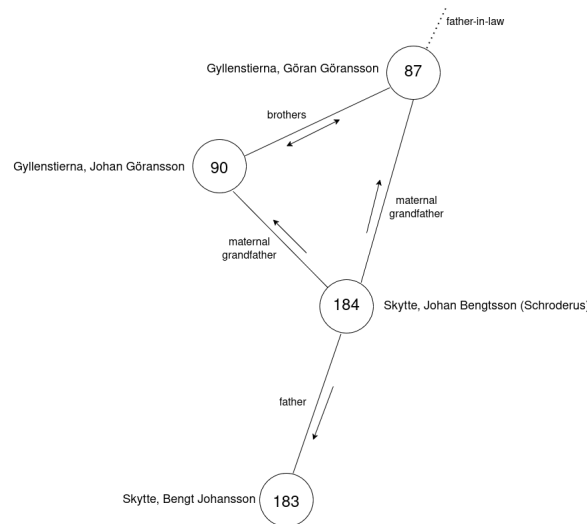 father-in-law
Gyllenstierna, Göran Göransson
87
brothers
Gyllenstierna, Johan Göransson
90
maternal
grandfather
maternal
grandfather
184
Skytte, Johan Bengtsson (Schroderus)
father
Skytte, Bengt Johansson
183